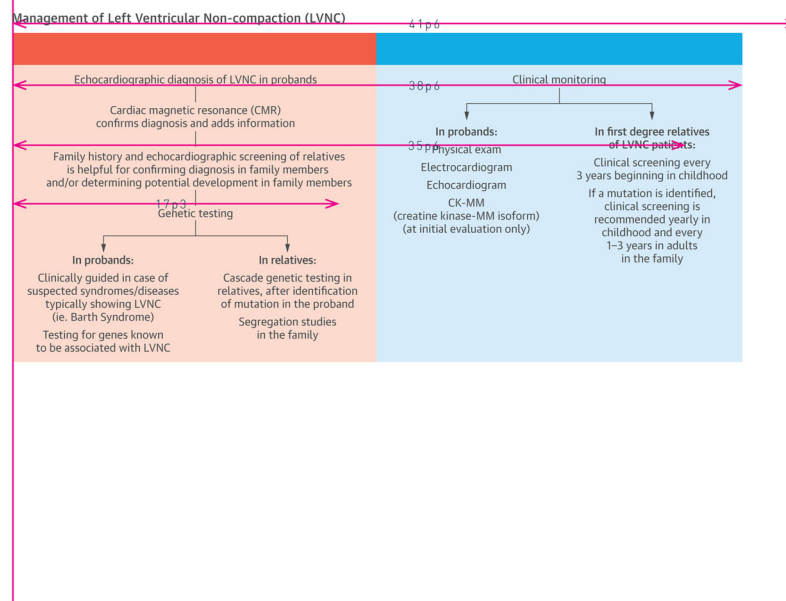 Management of Left Ventricular Non-compaction (LVNC)
41p6
Echocardiographic diagnosis of LVNC in probands
Cardiac magnetic resonance (CMR)
confirms diagnosis and adds information
Family history and echocardiographic screening of relatives
is helpful for confirming diagnosis in family members
and/or determining potential development in family members
17p3
Genetic testing
In probands:
Clinically guided in case of
suspected syndromes/diseases
typically showing LVNC
(ie. Barth Syndrome)
Testing for genes known
to be associated with LVNC
In relatives:
Cascade genetic testing in
relatives, after identification
of mutation in the proband
Segregation studies
in the family
38p6
Clinical monitoring
In probands:
35p6
Physical exam
Electrocardiogram
Echocardiogram
CK-MM
(creatine kinase-MM isoform)
(at initial evaluation only)
In first degree relatives
of LVNC patients:
Clinical screening every
3 years beginning in childhood
If a mutation is identified,
clinical screening is
recommended yearly in
childhood and every
1–3 years in adults
in the family